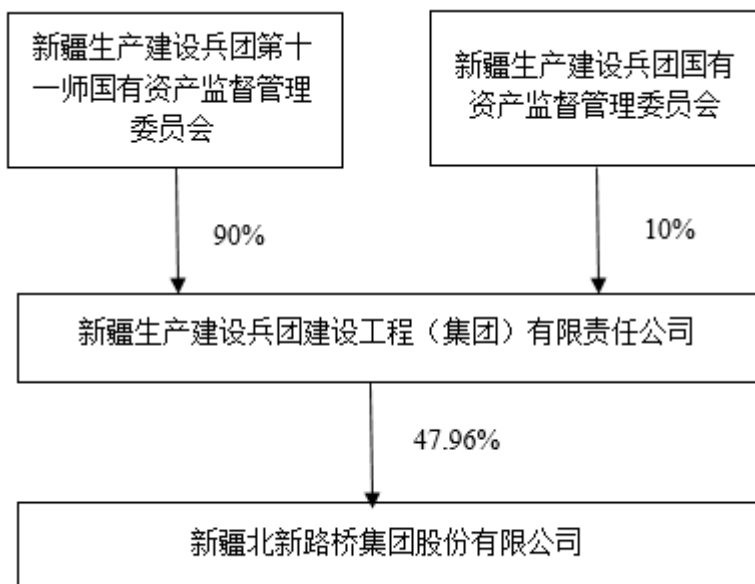 新疆生产建设兵团第十
一师国有资产监督管理
委员会
新疆生产建设兵团国有
资产监督管理委员会
90%
10%
新疆生产建设兵团建设工程（集团）有限责任公司
47.96%
新疆北新路桥集团股份有限公司